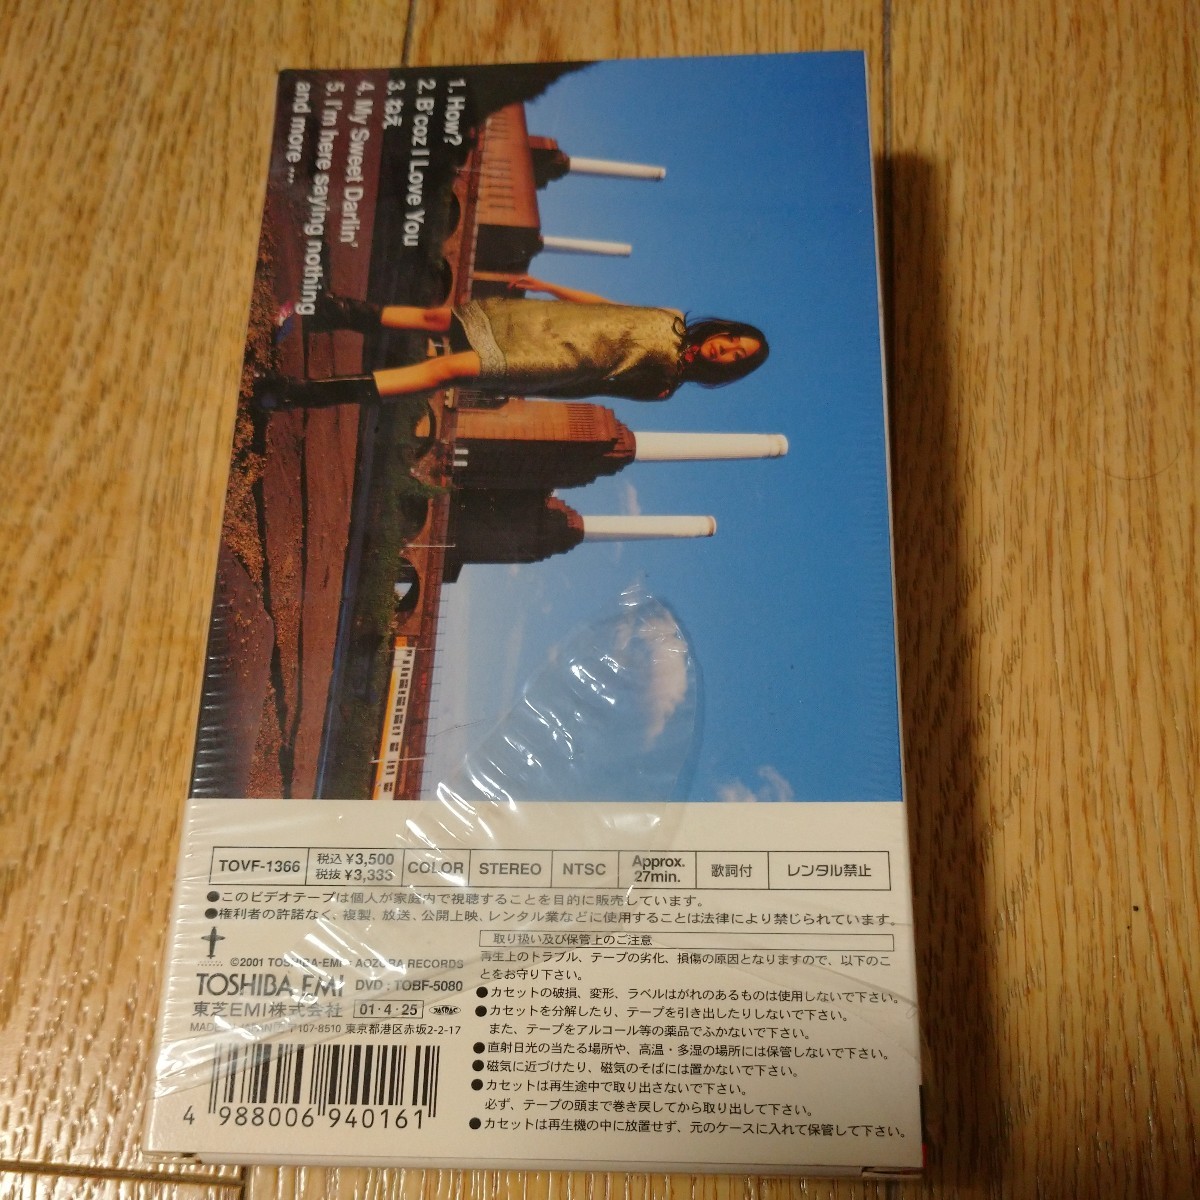 1. How?
2. B'coz I Love You
3. ねえ
4. My Sweet Darlin'
5. I'm here saying nothing
and more ...
TOVF-1366
税込 ¥3,500
税抜 ¥3,333
COLOR
STEREO
NTSC
Approx.
27min.
歌詞付
レンタル禁止
●このビデオテープは個人が家庭内で視聴することを目的に販売しています。
●権利者の許諾なく、複製、放送、公開上映、レンタル業などに使用することは法律により禁じられています。
©2001 TOSHIBA-EMI・AOZORA RECORDS
TOSHIBA EMI DVD : TOBF-5080
東芝EMI株式会社 01・4・25 JASRAC
MADE IN JAPAN 〒107-8510 東京都港区赤坂2-2-17
4 988006 940161
取り扱い及び保管上のご注意
再生上のトラブル、テープの劣化、損傷の原因となりますので、以下のこ
とをお守り下さい。
●カセットの破損、変形、ラベルはがれのあるものは使用しないで下さい。
●カセットを分解したり、テープを引き出したりしないで下さい。
また、テープをアルコール等の薬品でふかないで下さい。
●直射日光の当たる場所や、高温・多湿の場所には保管しないで下さい。
●磁気に近づけたり、磁気のそばには置かないで下さい。
●カセットは再生途中で取り出さないで下さい。
必ず、テープの頭まで巻き戻してから取り出して下さい。
●カセットは再生機の中に放置せず、元のケースに入れて保管して下さい。